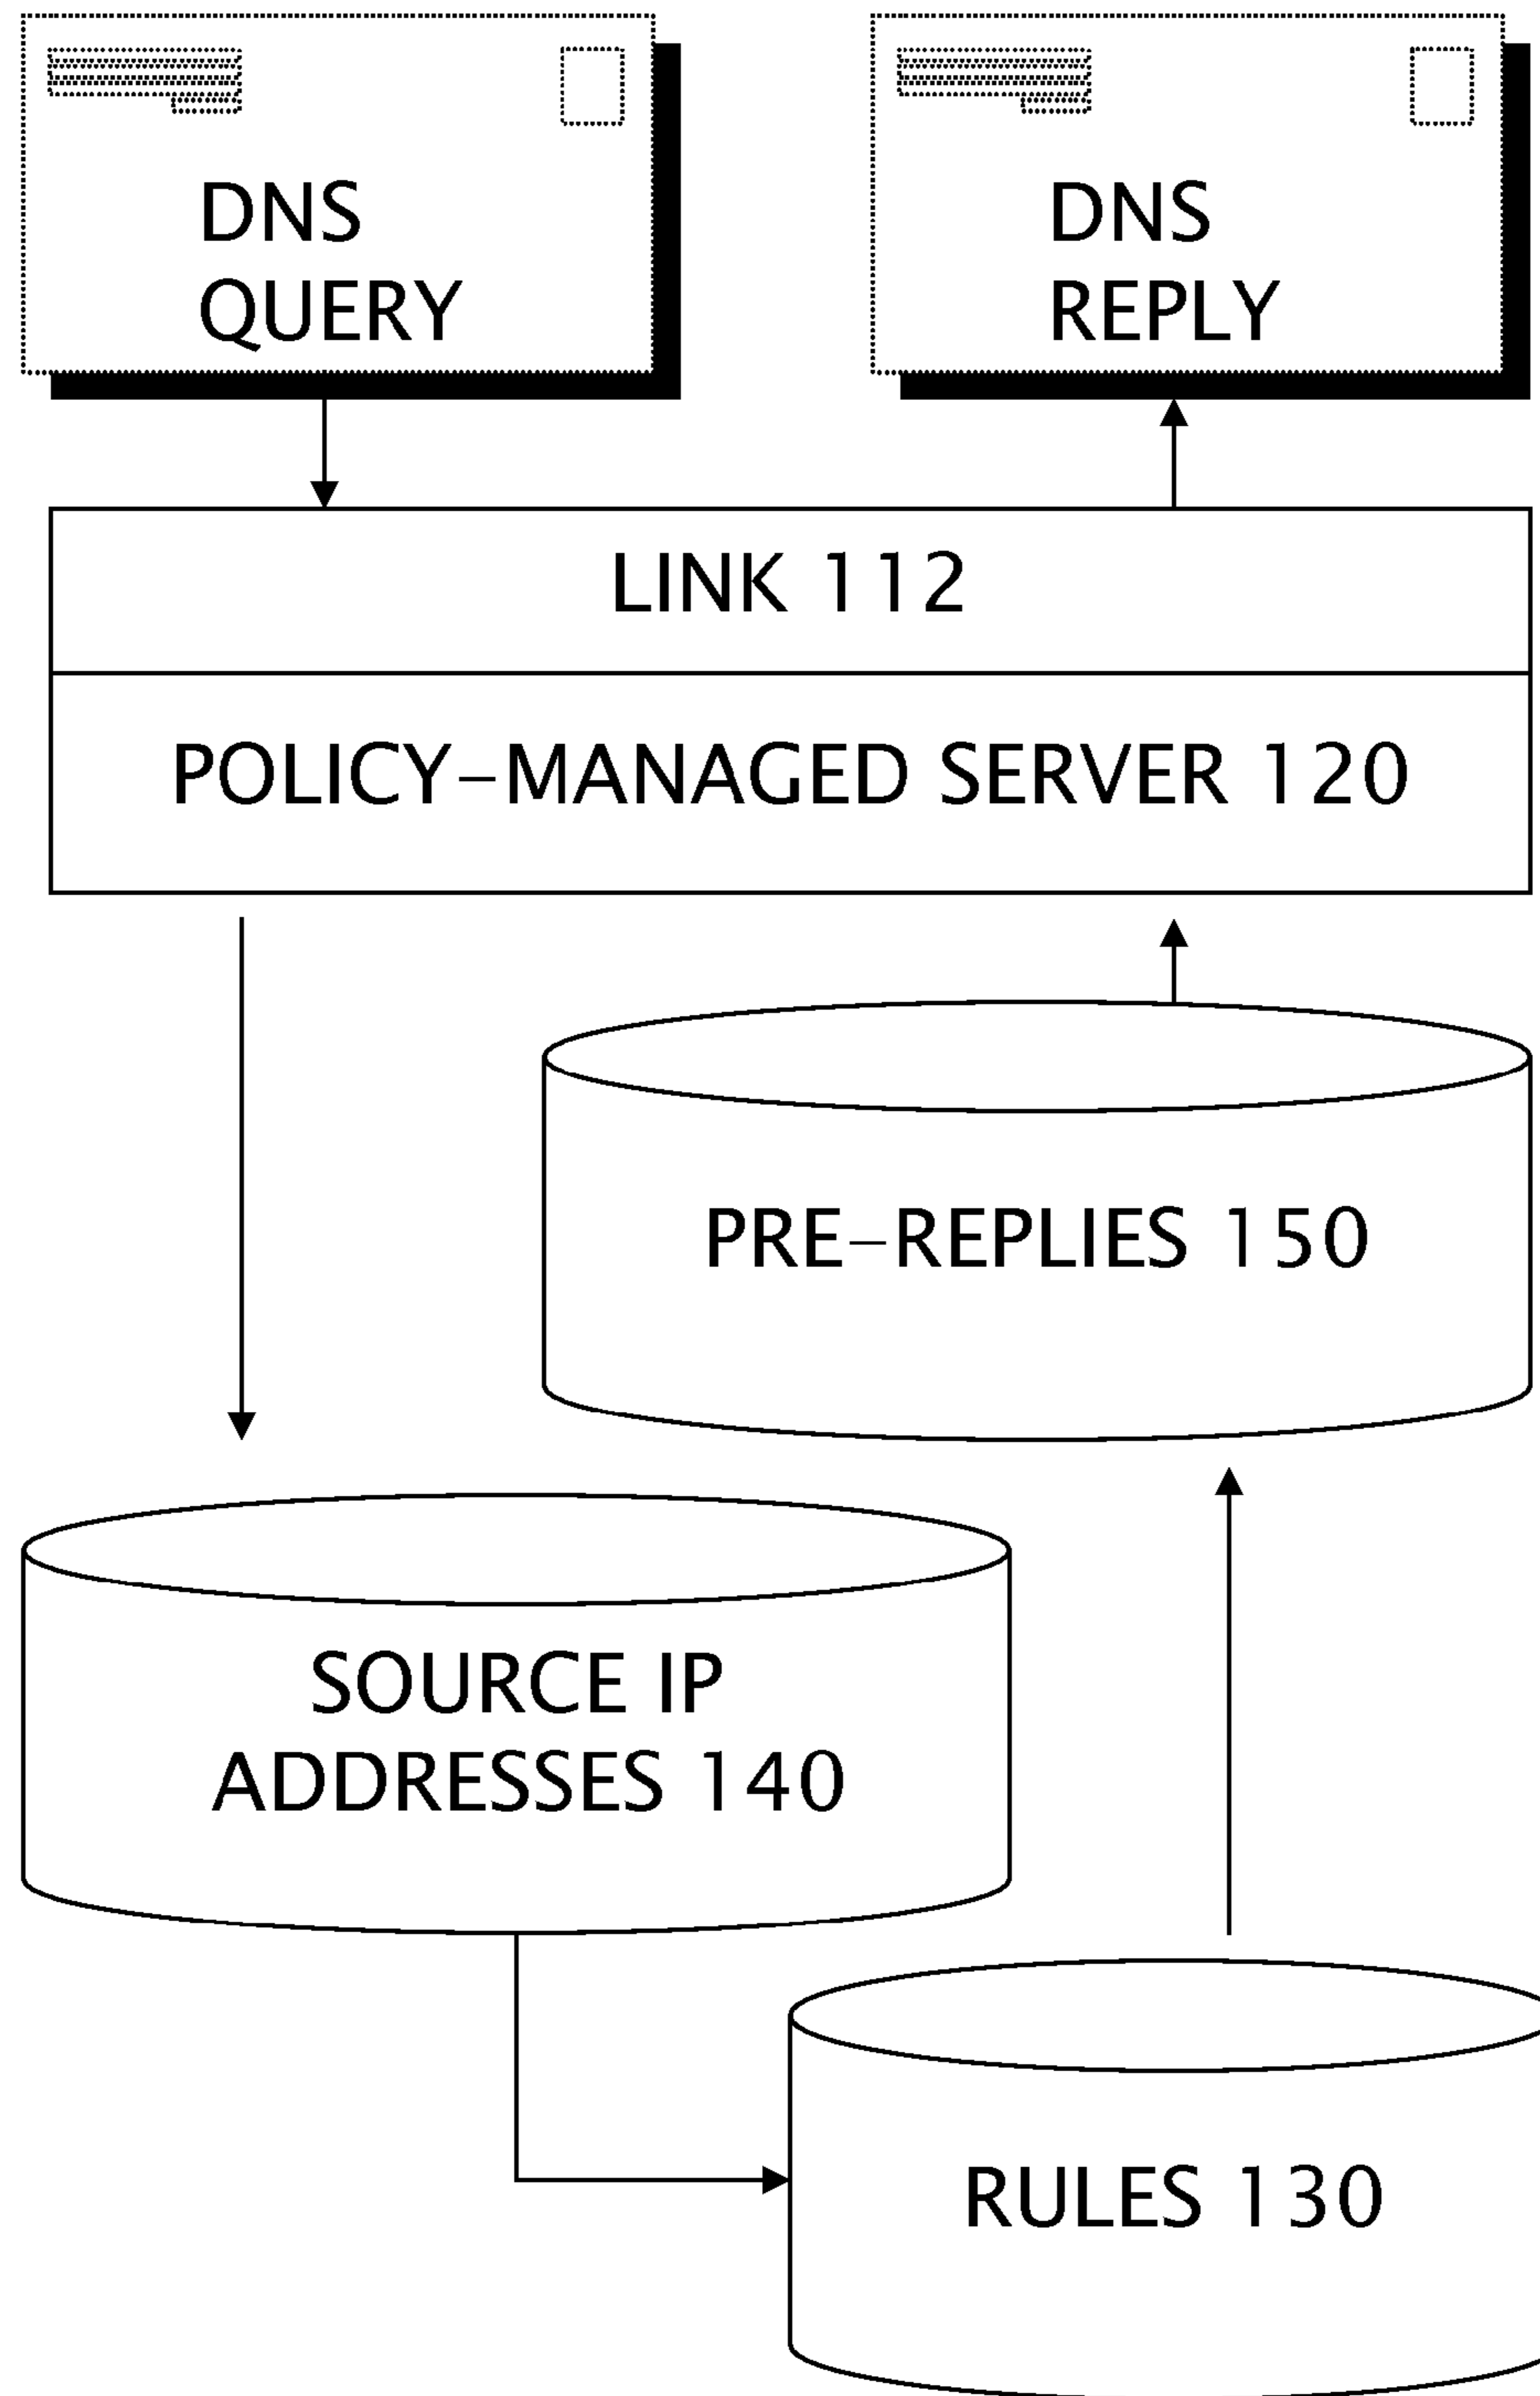 DNS
QUERY
DNS
REPLY
LINK 112
POLICY-MANAGED SERVER 120
PRE-REPLIES 150
SOURCE IP
ADDRESSES 140
RULES 130